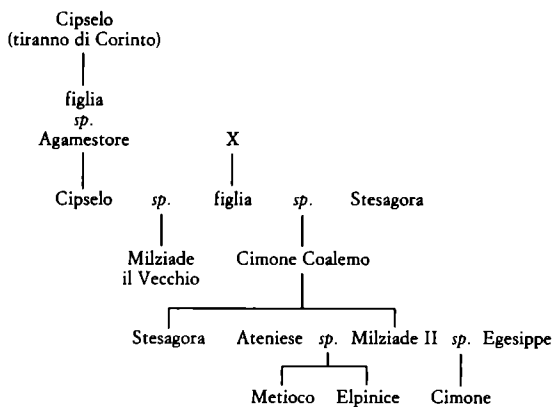 Cipselo
(tiranno di Corinto)
figlia
sp.
Agamestore X
Cipselo sp. figlia sp. Stesagora
Milziade Cimone Coalemo
il Vecchio
Stesagora Ateniese sp. Milziade II sp. Egesippe
Metioco Elpinice Cimone